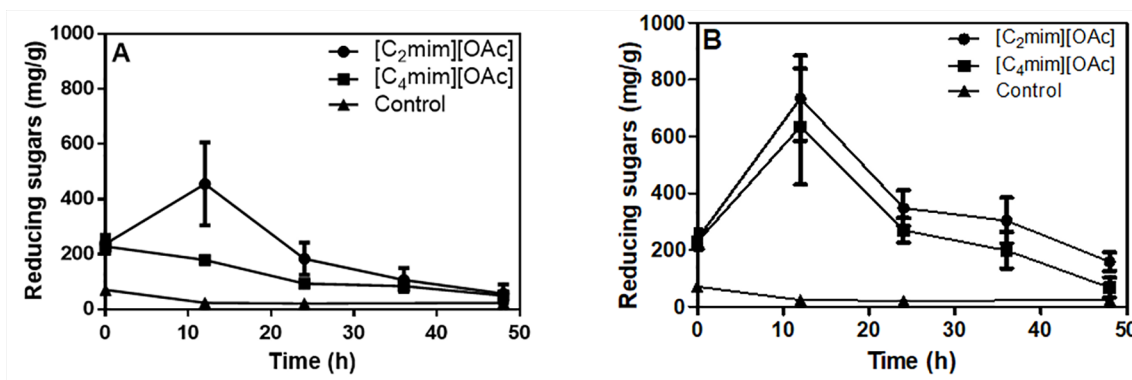 A
[C₂mim][OAc]
[C₄mim][OAc]
Control
Reducing sugars (mg/g)
1000
800
600
400
200
0
0 10 20 30 40 50
Time (h)
B
[C₂mim][OAc]
[C₄mim][OAc]
Control
Reducing sugars (mg/g)
1000
800
600
400
200
0
0 10 20 30 40 50
Time (h)